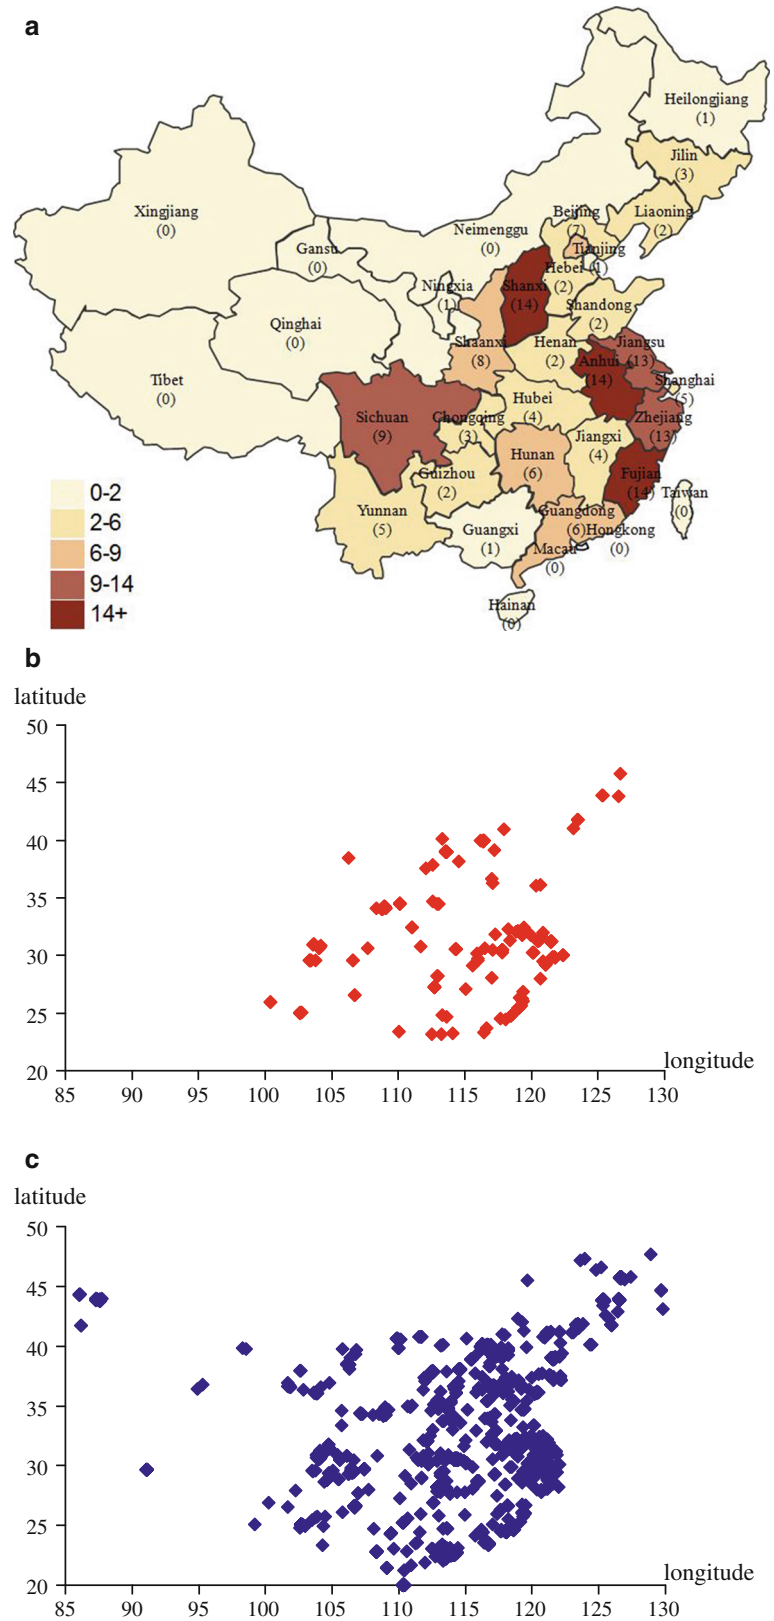 a
Heilongjiang
(1)
Jilin
(3)
Xingjiang
(0)
Beijing
(7)
Liaoning
(2)
Neimenggu
(0)
Gansu
(0)
Tianjing
(1)
Hebei
(2)
Ningxia
(1)
Shanxi
(14)
Shandong
(2)
Qinghai
(0)
Shaanxi
(8)
Henan
(2)
Jiangsu
(13)
Anhui
(14)
Tibet
(0)
Shanghai
(5)
Sichuan
(9)
Chongqing
(3)
Hubei
(4)
Zhejiang
(13)
Jiangxi
(4)
Hunan
(6)
Guizhou
(2)
Fujian
(14)
Taiwan
(0)
Yunnan
(5)
Guangxi
(1)
Guangdong
(6)
Hongkong
(0)
Macau
(0)
Hainan
(0)
0-2
2-6
6-9
9-14
14+
b
latitude
50
45
40
35
30
25
20
longitude
85 90 95 100 105 110 115 120 125 130
c
latitude
50
45
40
35
30
25
20
longitude
85 90 95 100 105 110 115 120 125 130